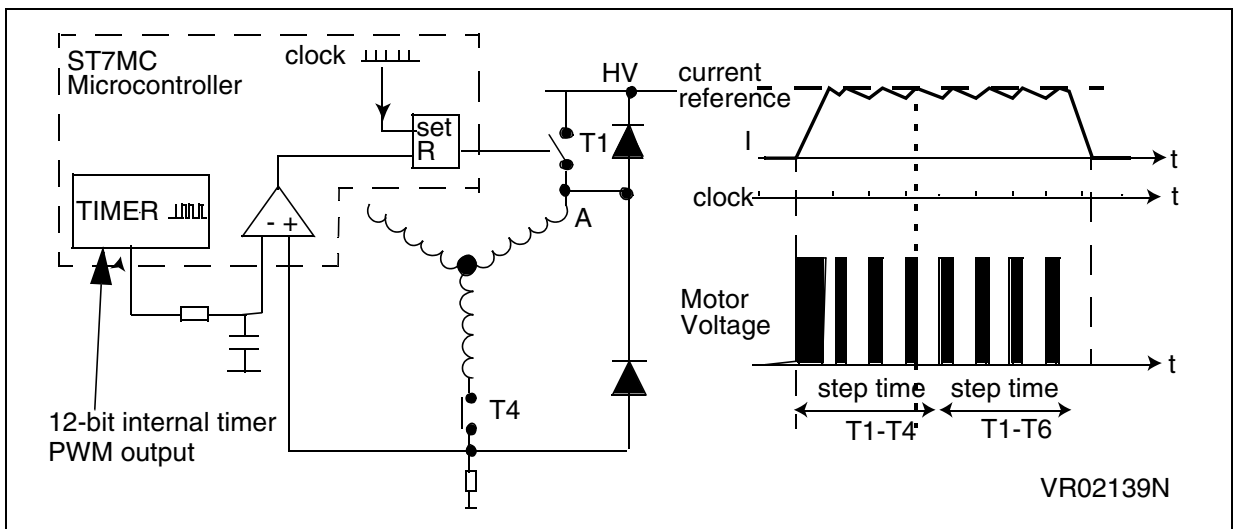 ST7MC
Microcontroller
clock
set
R
TIMER
- +
12-bit internal timer
PWM output
HV
T1
A
T4
current
reference
I
t
clock
t
Motor
Voltage
t
step time
step time
T1-T4
T1-T6
VR02139N